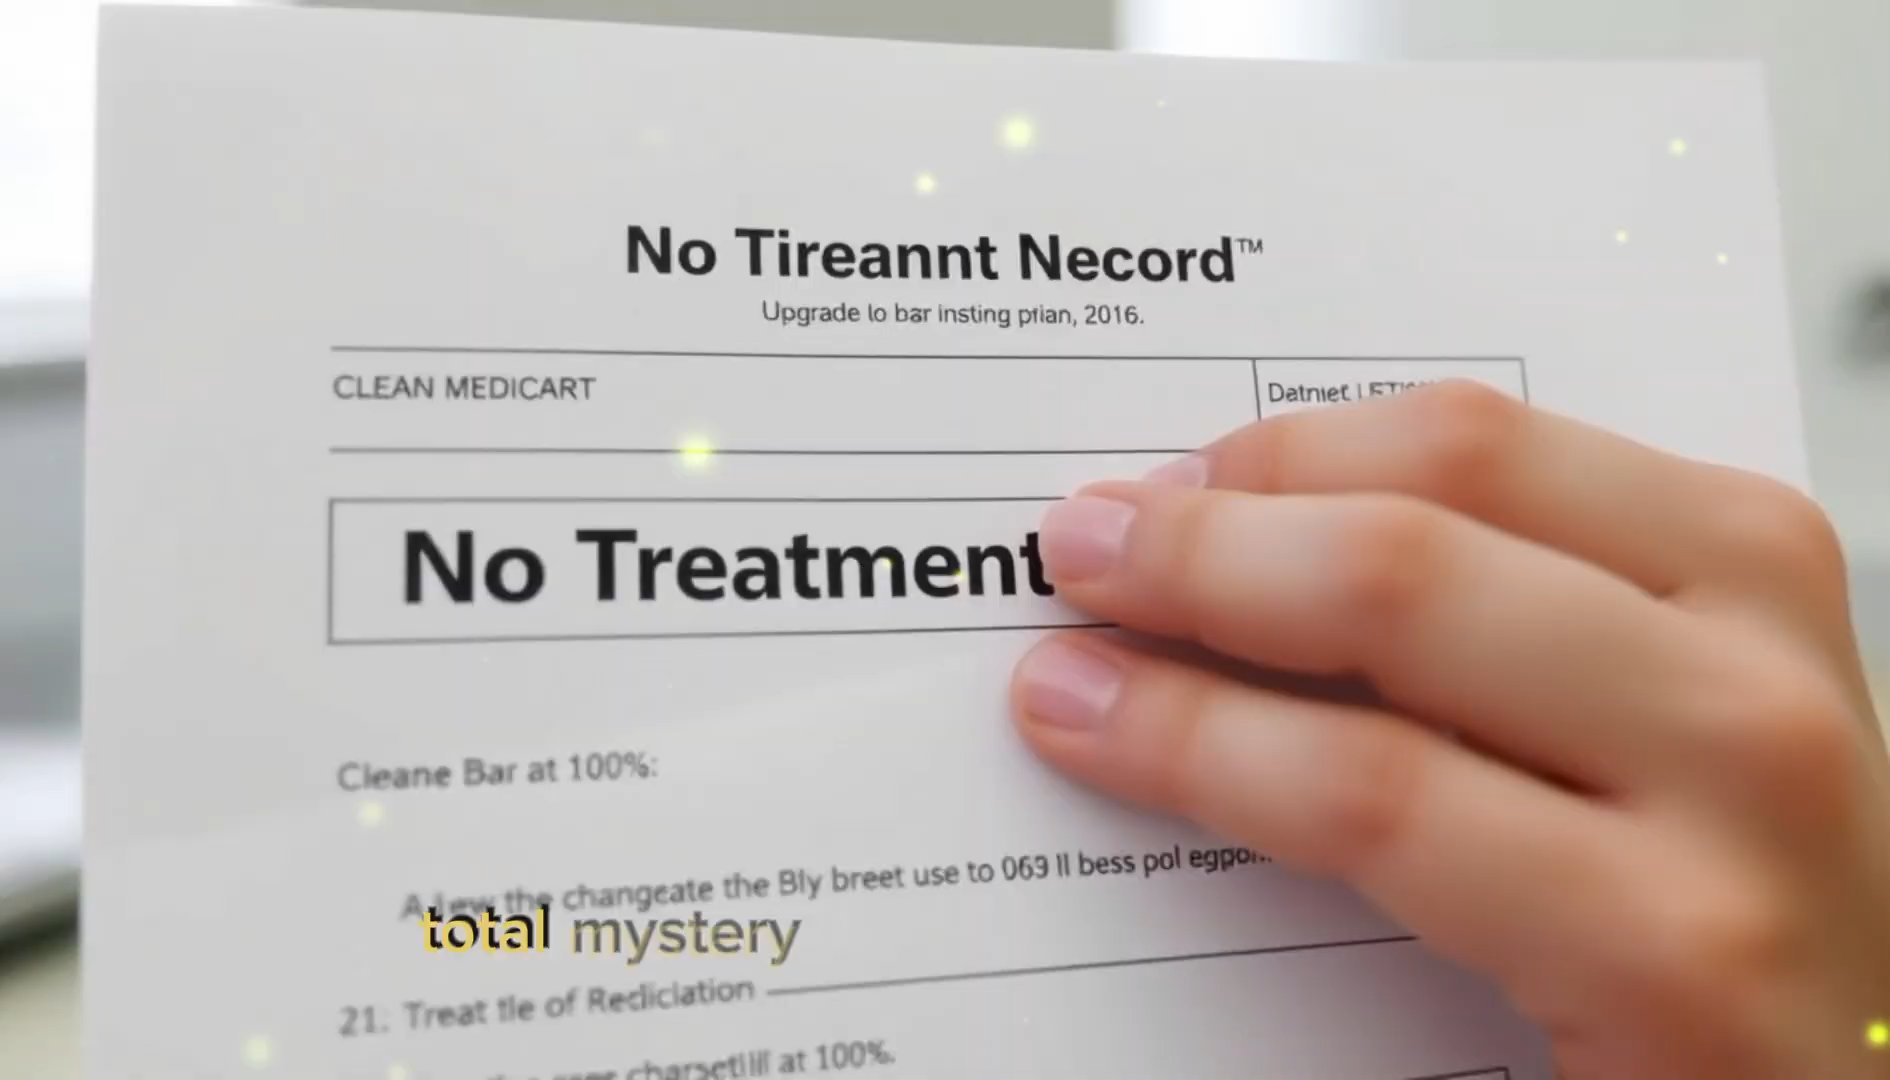 No Tireannt Necord™
Upgrade lo bar insting ptian, 2016.
CLEAN MEDICART
Datniet
No Treatment
Cleane Bar at 100%:
the changeate the Bly breet use to 069 ll bess pol
total mystery
21. Treat tle of Rediclation
at 100%.